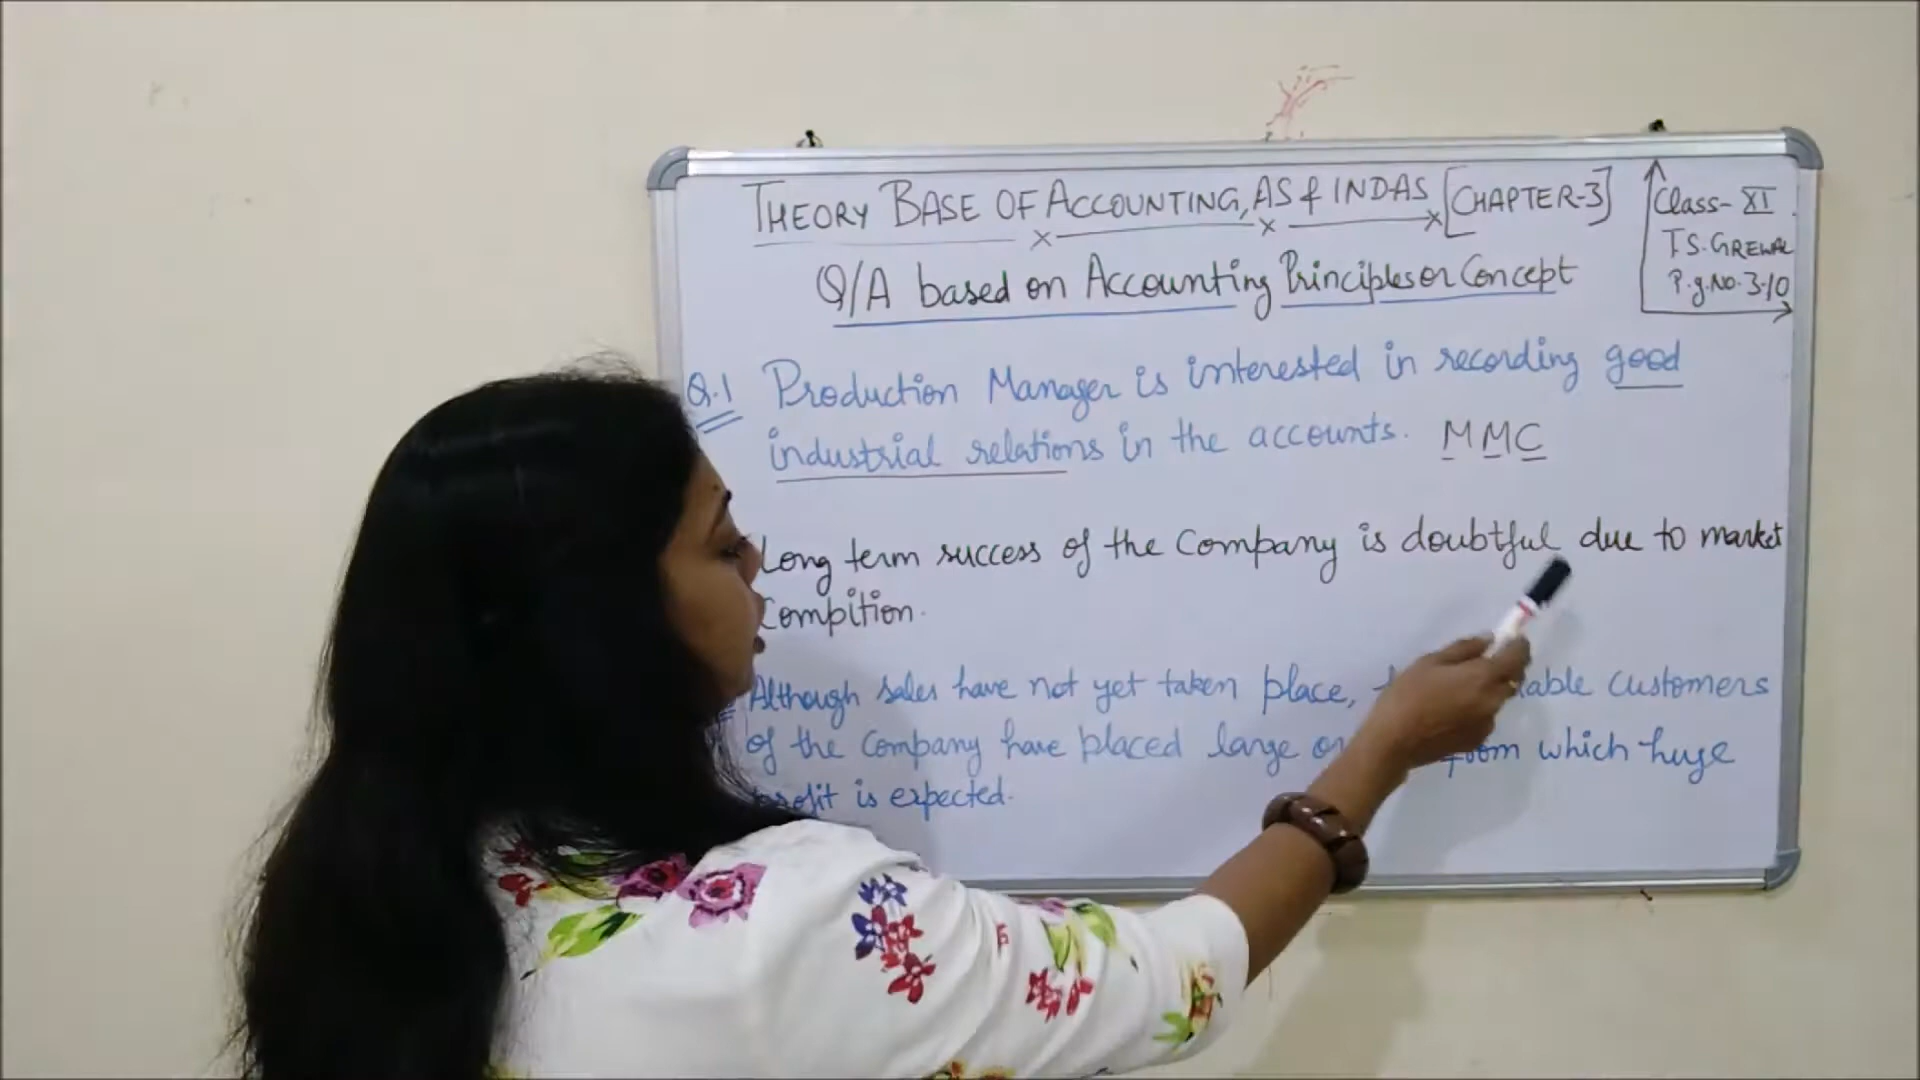 THEORY BASE OF ACCOUNTING, AS & INDAS [CHAPTER-3]
Class- XI
T.S. GREWAL
P.g.No. 3.10
Q/A based on Accounting Principles or Concept
Q.1 Production Manager is interested in recording good
industrial relations in the accounts. MMC
Long term success of the Company is doubtful due to market
Compition.
Although sales have not yet taken place, customers
of the Company have placed large from which huge
profit is expected.